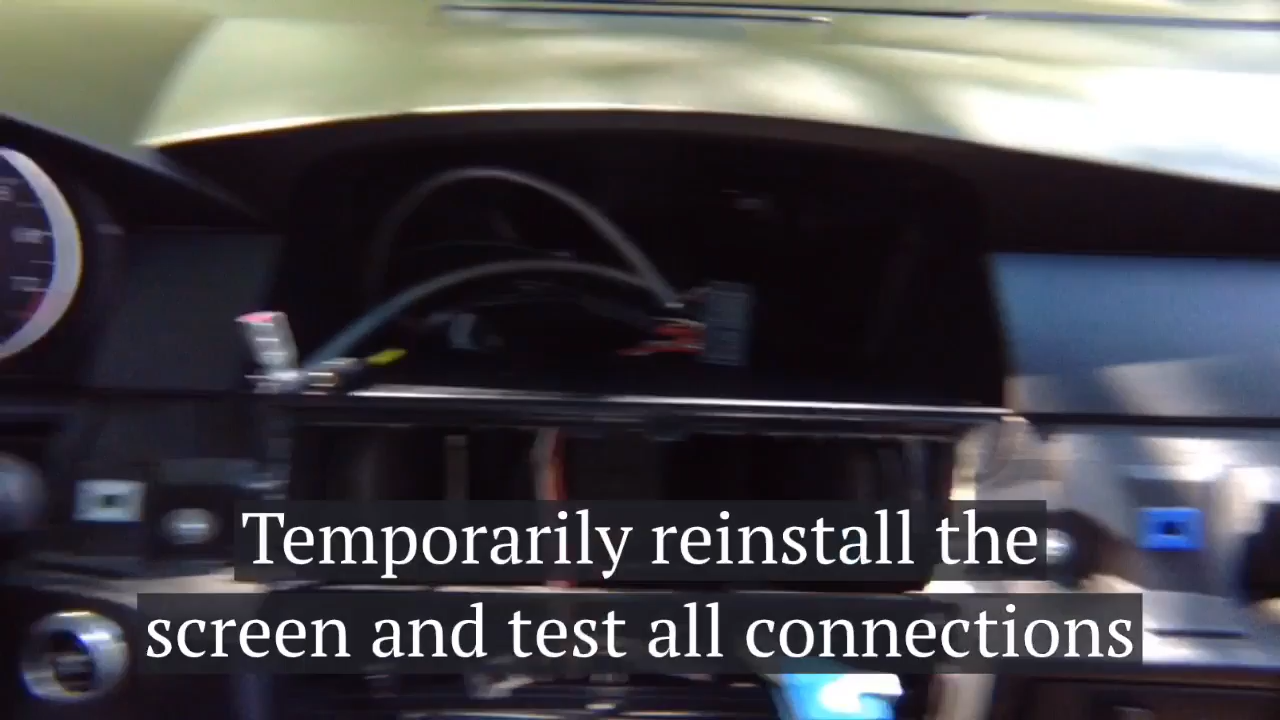 Temporarily reinstall the
screen and test all connections